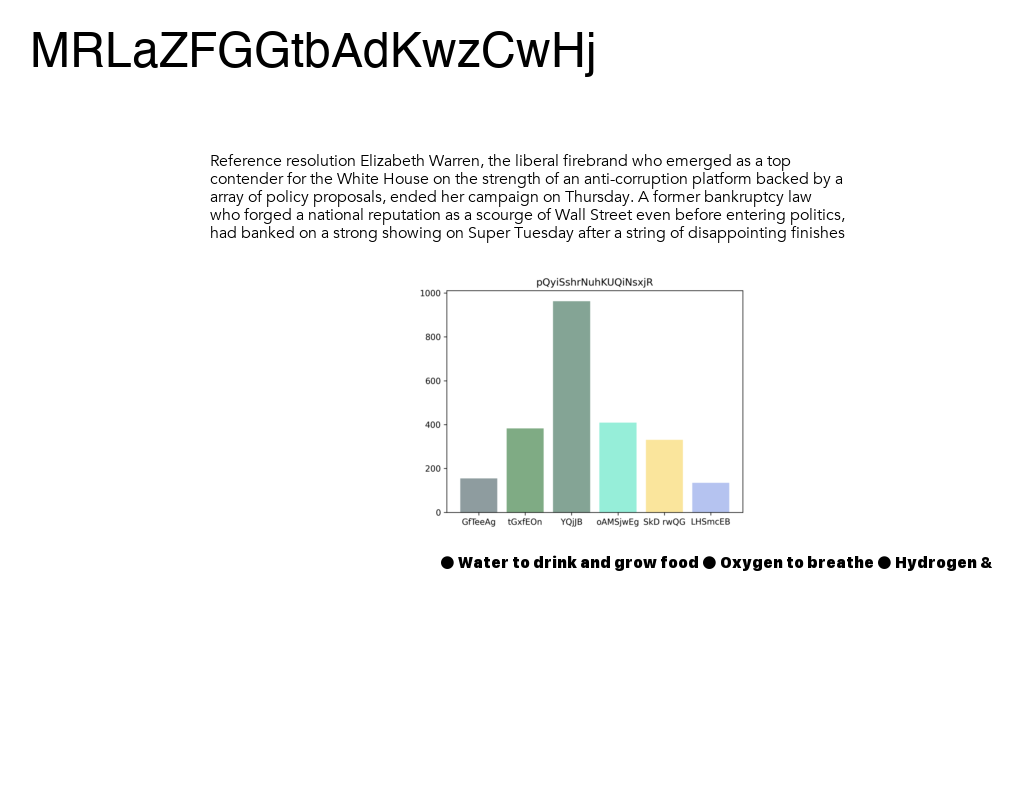 MRLaZFGGtbAdKwzCwHj
Reference resolution Elizabeth Warren, the liberal firebrand who emerged as a top
contender for the White House on the strength of an anti-corruption platform backed by a
array of policy proposals, ended her campaign on Thursday. A former bankruptcy law
who forged a national reputation as a scourge of Wall Street even before entering politics,
had banked on a strong showing on Super Tuesday after a string of disappointing finishes
pQyiSshrNuhKUQiNsxjR
1000
800
600
400
200
0
GfTeeAg tGxfEOn YQjJB oAMSjwEg SkD rwQG LHSmcEB
● Water to drink and grow food ● Oxygen to breathe ● Hydrogen &